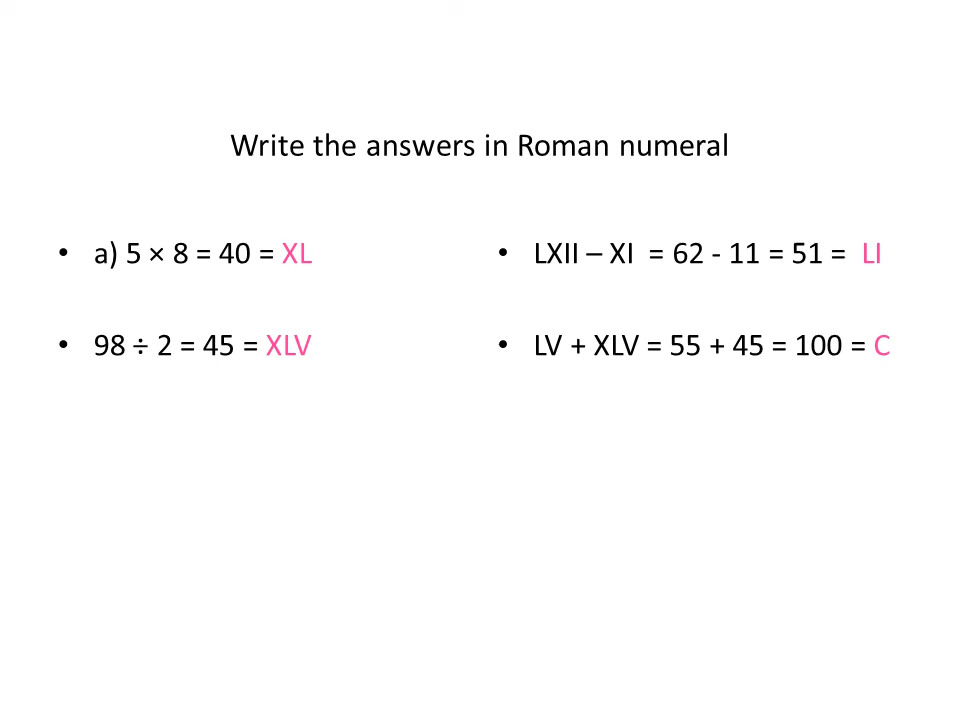 Write the answers in Roman numeral
• a) 5 × 8 = 40 = XL
• 98 ÷ 2 = 45 = XLV
• LXII – XI = 62 - 11 = 51 = LI
• LV + XLV = 55 + 45 = 100 = C